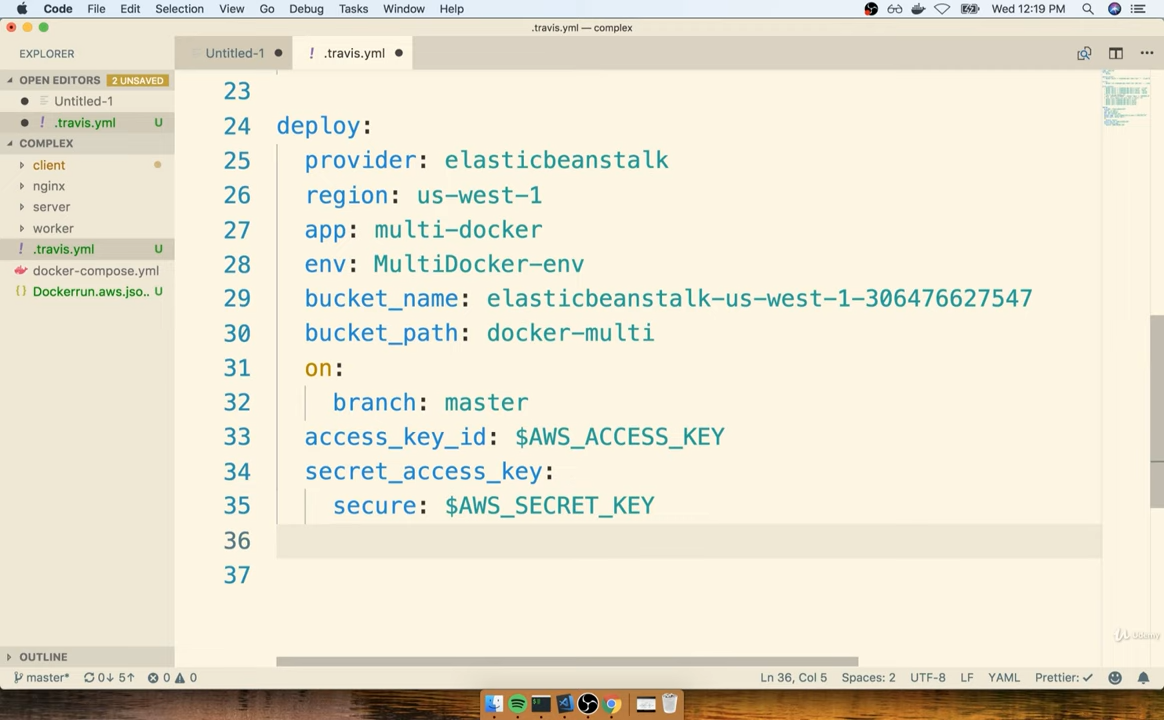 Code File Edit Selection View Go Debug Tasks Window Help Wed 12:19 PM
.travis.yml — complex
EXPLORER
Untitled-1
! .travis.yml
OPEN EDITORS 2 UNSAVED
Untitled-1
! .travis.yml U
COMPLEX
client
nginx
server
worker
! .travis.yml U
docker-compose.yml
{} Dockerrun.aws.jso.. U
OUTLINE
23
24 deploy:
25 provider: elasticbeanstalk
26 region: us-west-1
27 app: multi-docker
28 env: MultiDocker-env
29 bucket_name: elasticbeanstalk-us-west-1-306476627547
30 bucket_path: docker-multi
31 on:
32 branch: master
33 access_key_id: $AWS_ACCESS_KEY
34 secret_access_key:
35 secure: $AWS_SECRET_KEY
36
37
Udemy
master* 0↓ 5↑ 0 0 Ln 36, Col 5 Spaces: 2 UTF-8 LF YAML Prettier: ✓